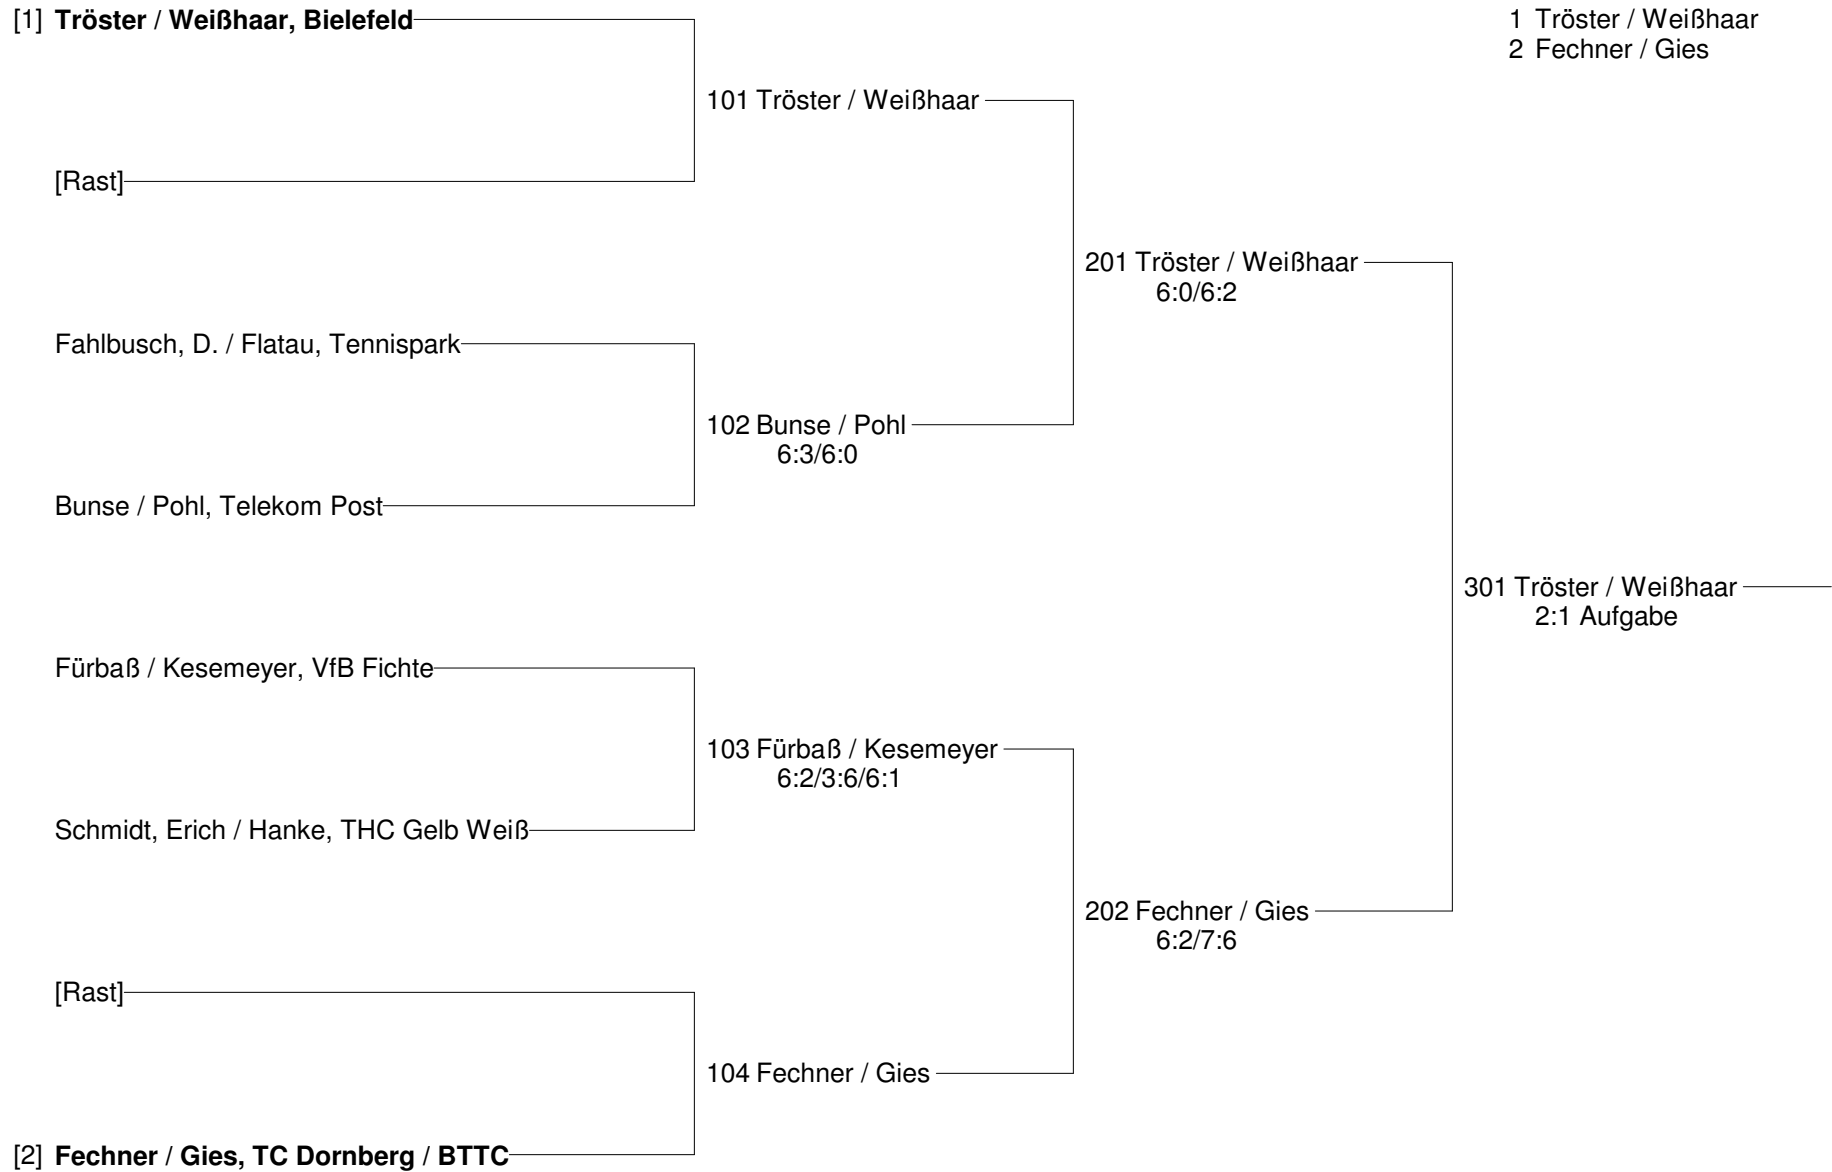 [1] Tröster / Weißhaar, Bielefeld
1 Tröster / Weißhaar
2 Fechner / Gies
101 Tröster / Weißhaar
[Rast]
201 Tröster / Weißhaar
6:0/6:2
Fahlbusch, D. / Flatau, Tennispark
102 Bunse / Pohl
6:3/6:0
Bunse / Pohl, Telekom Post
301 Tröster / Weißhaar
2:1 Aufgabe
Fürbaß / Kesemeyer, VfB Fichte
103 Fürbaß / Kesemeyer
6:2/3:6/6:1
Schmidt, Erich / Hanke, THC Gelb Weiß
202 Fechner / Gies
6:2/7:6
[Rast]
104 Fechner / Gies
[2] Fechner / Gies, TC Dornberg / BTTC